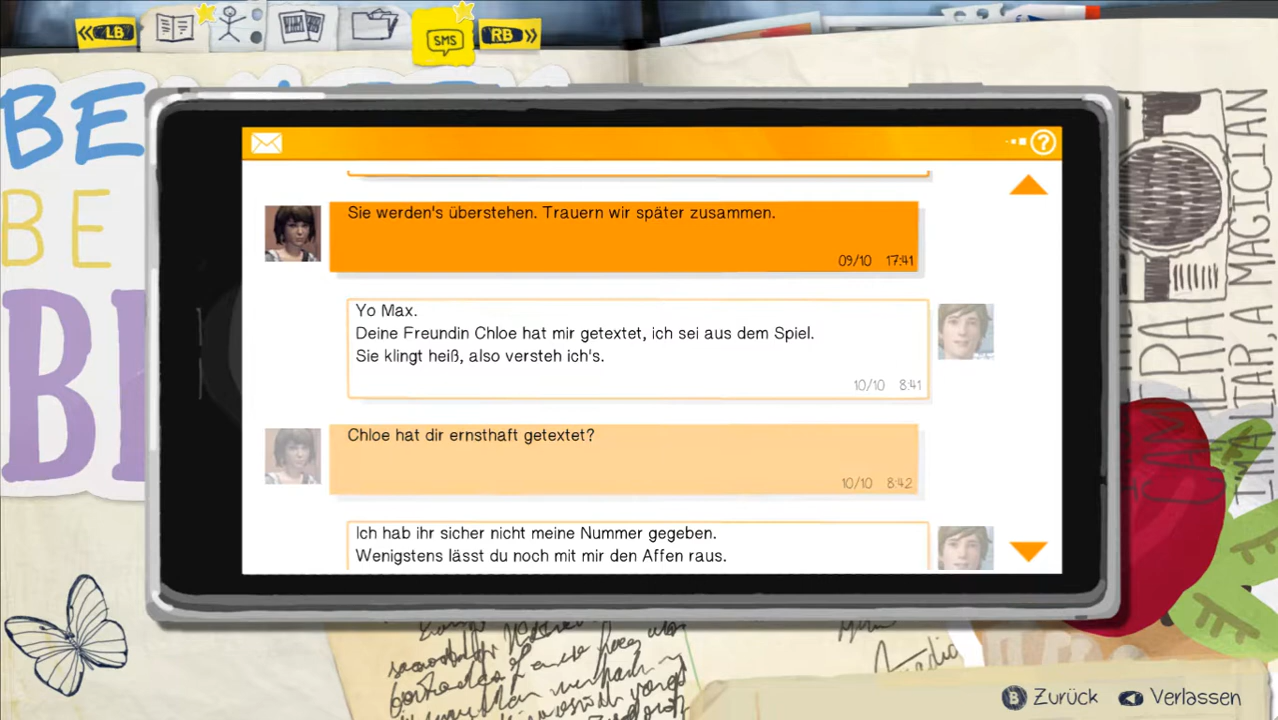 LB
SMS
RB
BE
BE
B
CAMERA
I'M A LIAR, A MAGICIAN
Sie werden's überstehen. Trauern wir später zusammen.
09/10 17:41
Yo Max.
Deine Freundin Chloe hat mir getextet, ich sei aus dem Spiel.
Sie klingt heiß, also versteh ich's.
10/10 8:41
Chloe hat dir ernsthaft getextet?
10/10 8:42
Ich hab ihr sicher nicht meine Nummer gegeben.
Wenigstens lässt du noch mit mir den Affen raus.
B Zurück
Verlassen